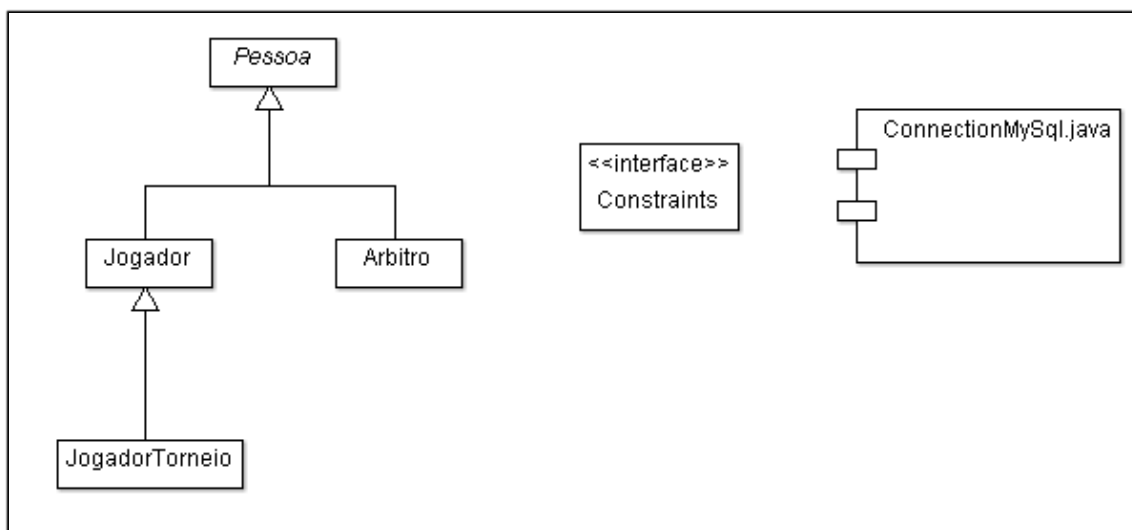 Pessoa
ConnectionMySql.java
<<interface>>
Constraints
Jogador
Arbitro
JogadorTorneio